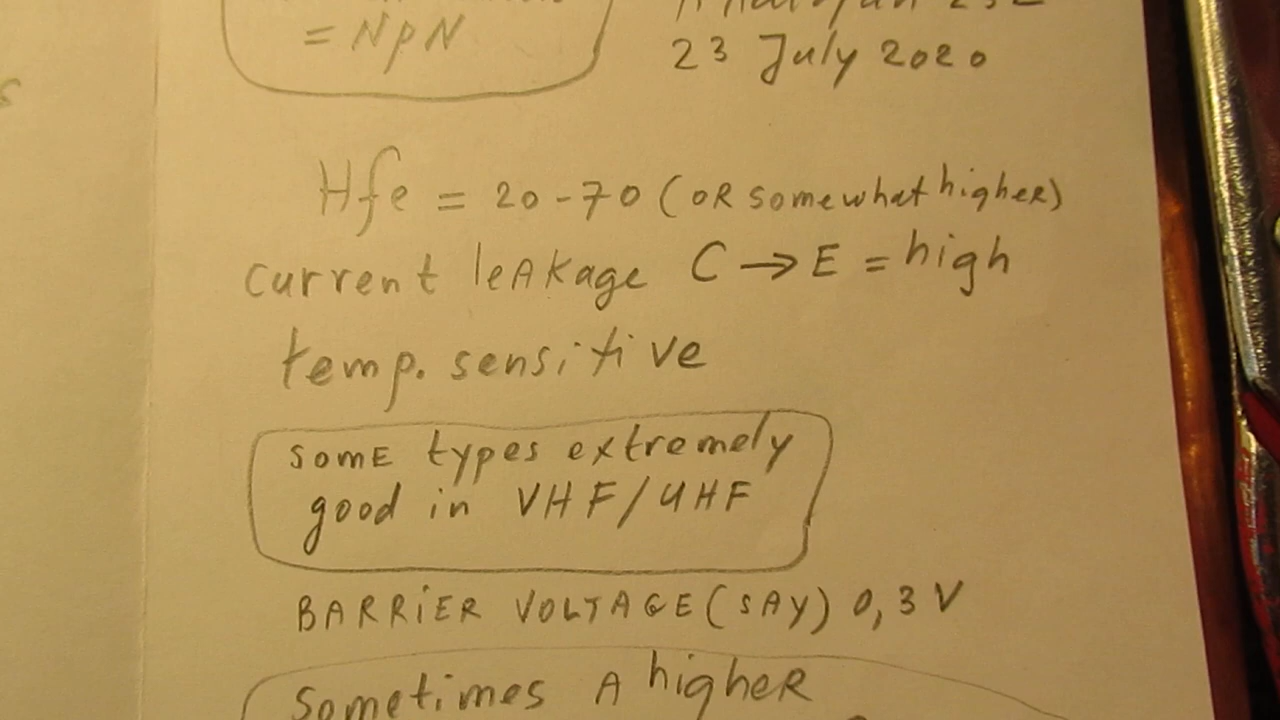 = NPN
23 July 2020
Hfe = 20-70 (OR somewhat higher)
current leakage C → E = high
temp. sensitive
SOME types extremely
good in VHF/UHF
BARRIER VOLTAGE (SAY) 0,3 V
Sometimes A higher